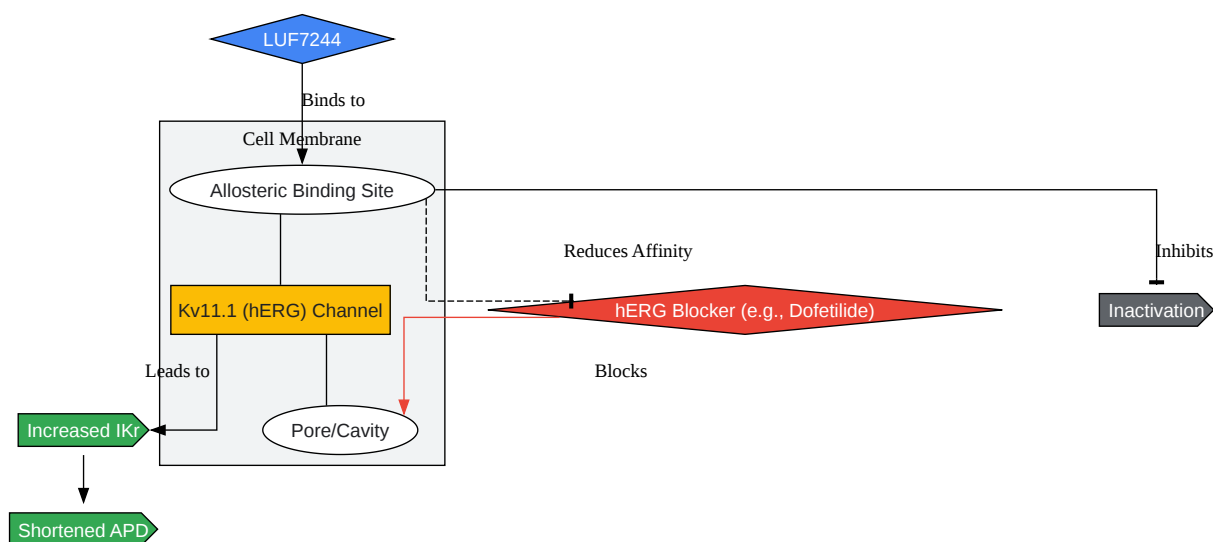 LUF7244
Binds to
Cell Membrane
Allosteric Binding Site
Reduces Affinity
Inhibits
Kv11.1 (hERG) Channel
hERG Blocker (e.g., Dofetilide)
Inactivation
Leads to
Blocks
Increased IKr
Pore/Cavity
Shortened APD